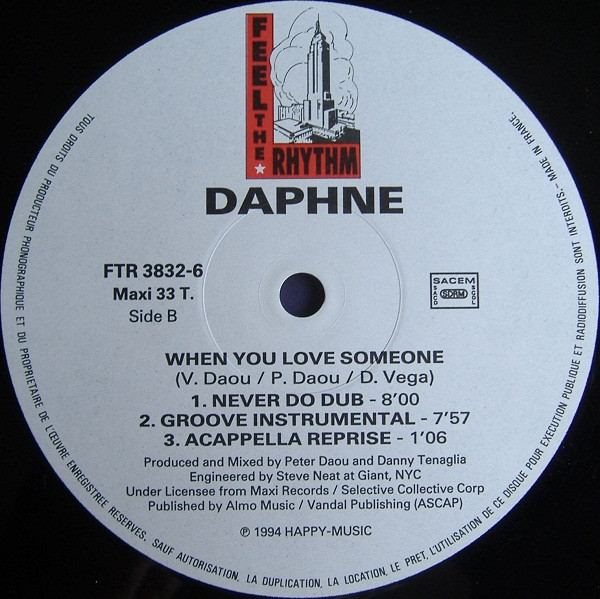 FEEL THE
RHYTHM
DAPHNE
FTR 3832-6
Maxi 33 T.
Side B
SACEM
SACD
SDRM
SCGL
WHEN YOU LOVE SOMEONE
(V. Daou / P. Daou / D. Vega)
1. NEVER DO DUB - 8'00
2. GROOVE INSTRUMENTAL - 7'57
3. ACAPPELLA REPRISE - 1'06
Produced and Mixed by Peter Daou and Danny Tenaglia
Engineered by Steve Neat at Giant, NYC
Under Licensee from Maxi Records / Selective Collective Corp
Published by Almo Music / Vandal Publishing (ASCAP)
℗ 1994 HAPPY-MUSIC
TOUS DROITS DU PRODUCTEUR PHONOGRAPHIQUE ET DU PROPRIETAIRE DE L'ŒUVRE ENREGISTREE RESERVES. SAUF AUTORISATION, LA DUPLICATION, LA LOCATION, LE PRET, L'UTILISATION DE CE DISQUE POUR EXECUTION PUBLIQUE ET RADIODIFFUSION SONT INTERDITS. - MADE IN FRANCE.